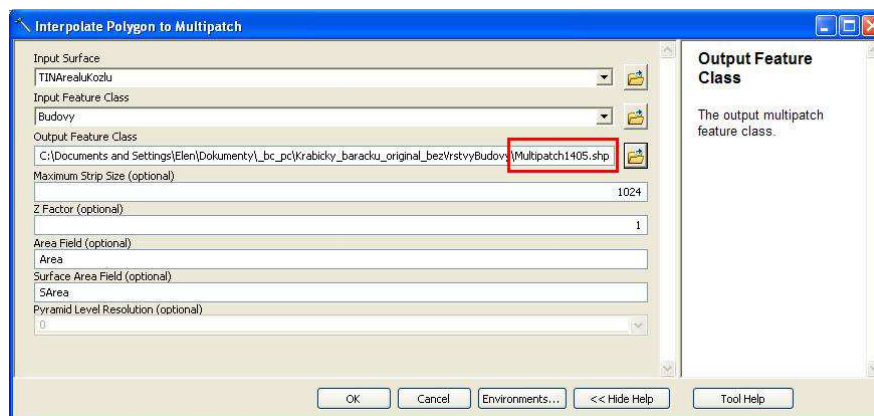 Interpolate Polygon to Multipatch
Input Surface
TINArealuKozlu
Input Feature Class
Budovy
Output Feature Class
C:\Documents and Settings\Elen\Dokumenty\_bc_pc\Krabicky_baracku_original_bezVrstvyBudovy\Multipatch1405.shp
Maximum Strip Size (optional)
1024
Z Factor (optional)
1
Area Field (optional)
Area
Surface Area Field (optional)
SArea
Pyramid Level Resolution (optional)
0
OK
Cancel
Environments...
<< Hide Help
Output Feature
Class
The output multipatch
feature class.
Tool Help